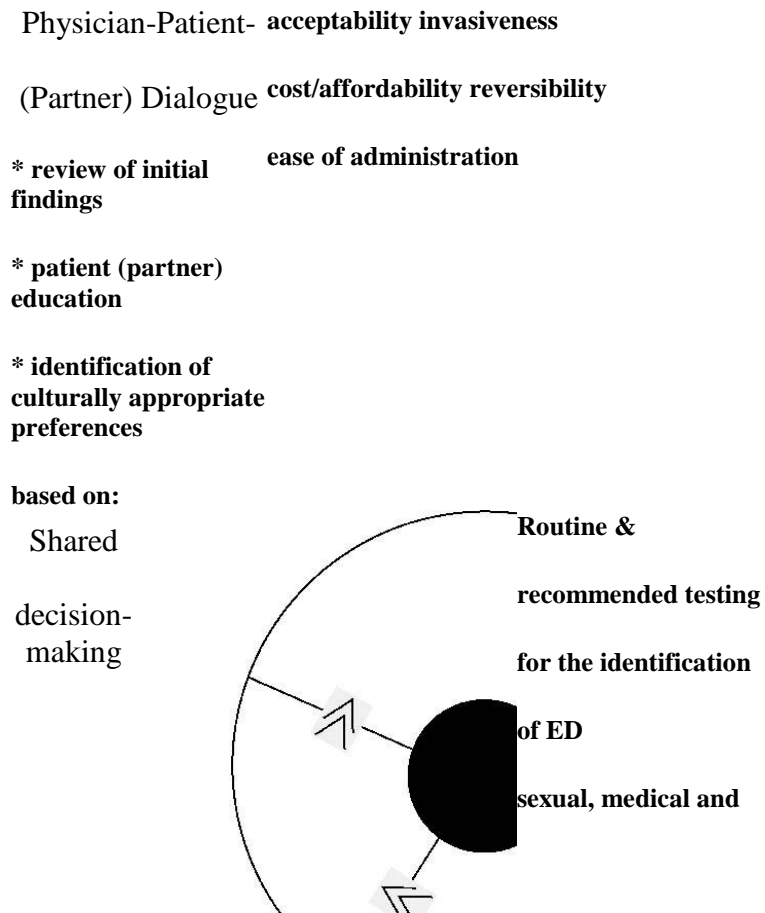 Physician-Patient-
(Partner) Dialogue
* review of initial
findings
* patient (partner)
education
* identification of
culturally appropriate
preferences
based on:
acceptability invasiveness
cost/affordability reversibility
ease of administration
Shared
decision-
making
Routine &
recommended testing
for the identification
of ED
sexual, medical and